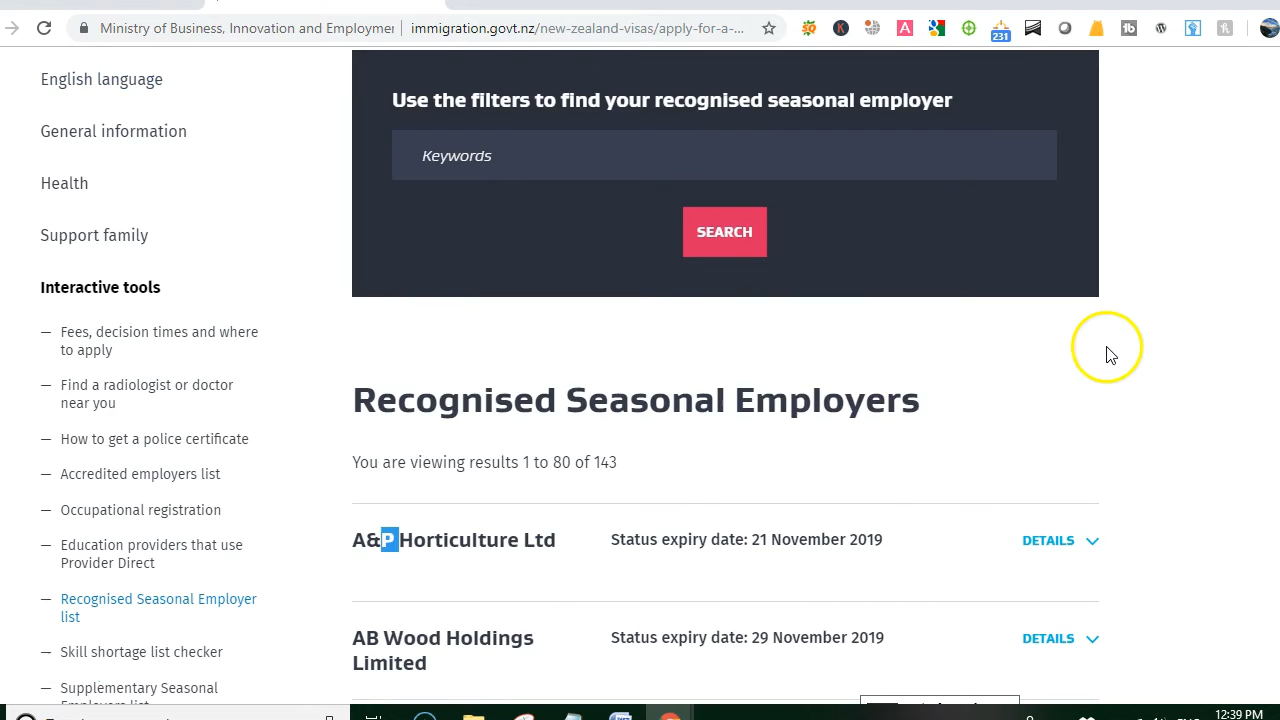 Ministry of Business, Innovation and Employmer
immigration.govt.nz/new-zealand-visas/apply-for-a-...
231
English language
General information
Health
Support family
Interactive tools
— Fees, decision times and where
to apply
— Find a radiologist or doctor
near you
— How to get a police certificate
— Accredited employers list
— Occupational registration
— Education providers that use
Provider Direct
— Recognised Seasonal Employer
list
— Skill shortage list checker
— Supplementary Seasonal
Employers list
Use the filters to find your recognised seasonal employer
Keywords
SEARCH
Recognised Seasonal Employers
You are viewing results 1 to 80 of 143
A&P Horticulture Ltd
Status expiry date: 21 November 2019
DETAILS
AB Wood Holdings
Limited
Status expiry date: 29 November 2019
DETAILS
12:39 PM